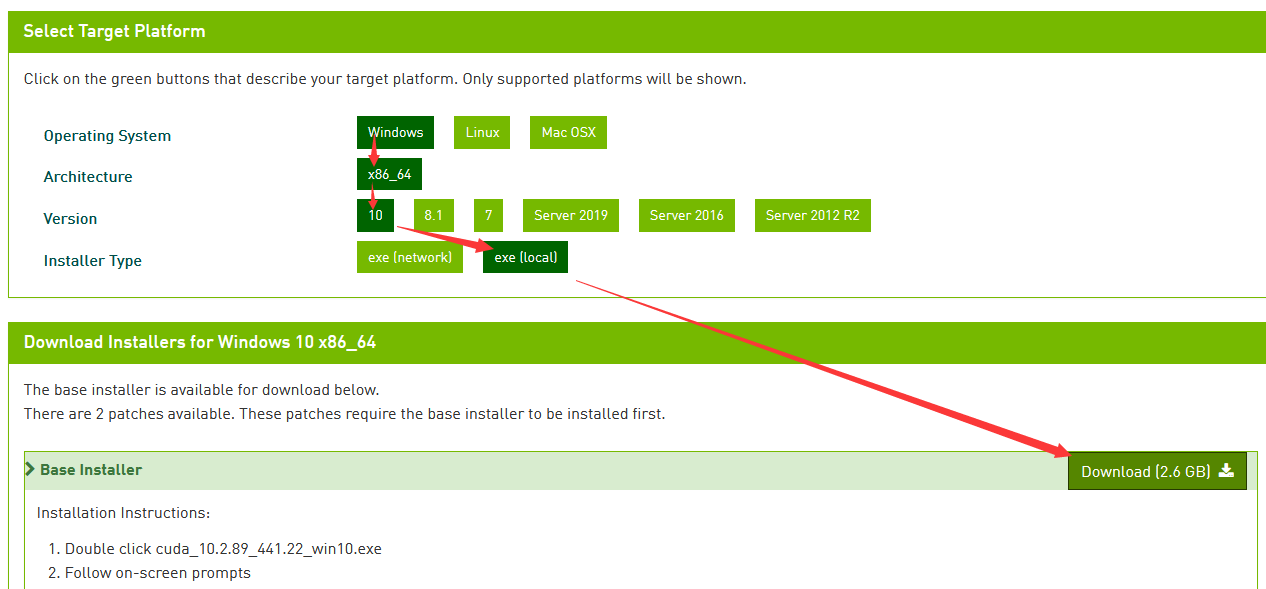 Select Target Platform
Click on the green buttons that describe your target platform. Only supported platforms will be shown.
Operating System Windows Linux Mac OSX
Architecture x86_64
Version 10 8.1 7 Server 2019 Server 2016 Server 2012 R2
Installer Type exe (network) exe (local)
Download Installers for Windows 10 x86_64
The base installer is available for download below.
There are 2 patches available. These patches require the base installer to be installed first.
Base Installer Download (2.6 GB)
Installation Instructions:
1. Double click cuda_10.2.89_441.22_win10.exe
2. Follow on-screen prompts